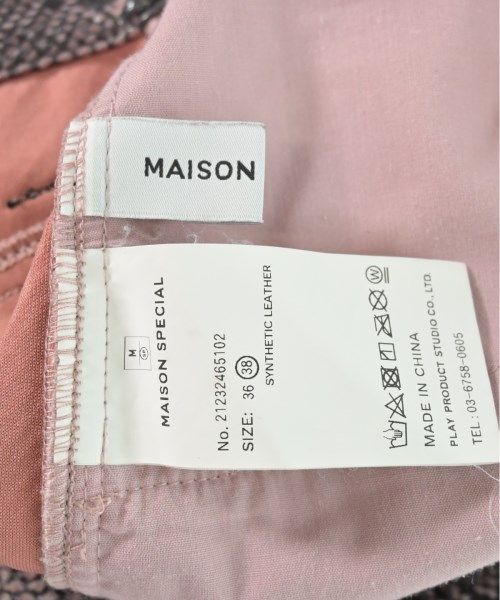 MAISON
M
SP
MAISON SPECIAL
No. 21232465102
SIZE: 36 38
SYNTHETIC LEATHER
W
MADE IN CHINA
PLAY PRODUCT STUDIO CO., LTD.
TEL: 03-6758-0605